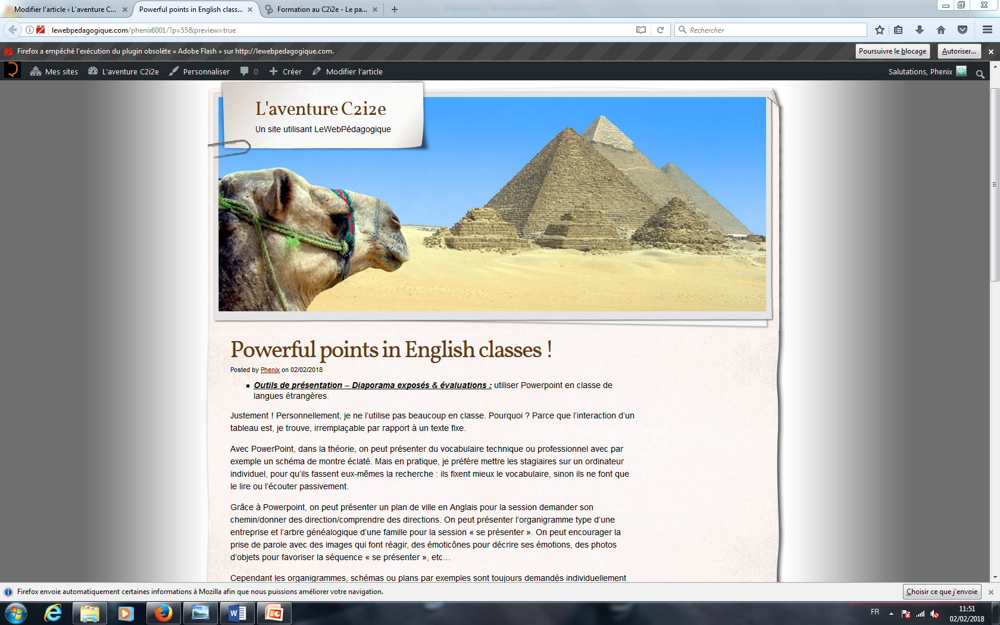 Modifier l'article ‹ L'aventure C...
Powerful points in English class...
Formation au C2i2e - Le pa...
lewebpedagogique.com/phenix6001/?p=55&preview=true
Rechercher
Firefox a empêché l'exécution du plugin obsolète « Adobe Flash » sur http://lewebpedagogique.com.
Poursuivre le blocage
Autoriser...
Mes sites
L'aventure C2i2e
Personnaliser
0
Créer
Modifier l'article
Salutations, Phenix
L'aventure C2i2e
Un site utilisant LeWebPédagogique
Powerful points in English classes !
Posted by Phenix on 02/02/2018
Outils de présentation – Diaporama exposés & évaluations : utiliser Powerpoint en classe de
langues étrangères.
Justement ! Personnellement, je ne l'utilise pas beaucoup en classe. Pourquoi ? Parce que l'interaction d'un
tableau est, je trouve, irremplaçable par rapport à un texte fixe.
Avec PowerPoint, dans la théorie, on peut présenter du vocabulaire technique ou professionnel avec par
exemple un schéma de montre éclaté. Mais en pratique, je préfère mettre les stagiaires sur un ordinateur
individuel, pour qu'ils fassent eux-mêmes la recherche : ils fixent mieux le vocabulaire, sinon ils ne font que
le lire ou l'écouter passivement.
Grâce à Powerpoint, on peut présenter un plan de ville en Anglais pour la session demander son
chemin/donner des direction/comprendre des directions. On peut présenter l'organigramme type d'une
entreprise et l'arbre généalogique d'une famille pour la session « se présenter ». On peut encourager la
prise de parole avec des images qui font réagir, des émoticônes pour décrire ses émotions, des photos
d'objets pour favoriser la séquence « se présenter », etc…
Cependant les organigrammes, schémas ou plans par exemples sont toujours demandés individuellement
Firefox envoie automatiquement certaines informations à Mozilla afin que nous puissions améliorer votre navigation.
Choisir ce que j'envoie
FR
11:51
02/02/2018